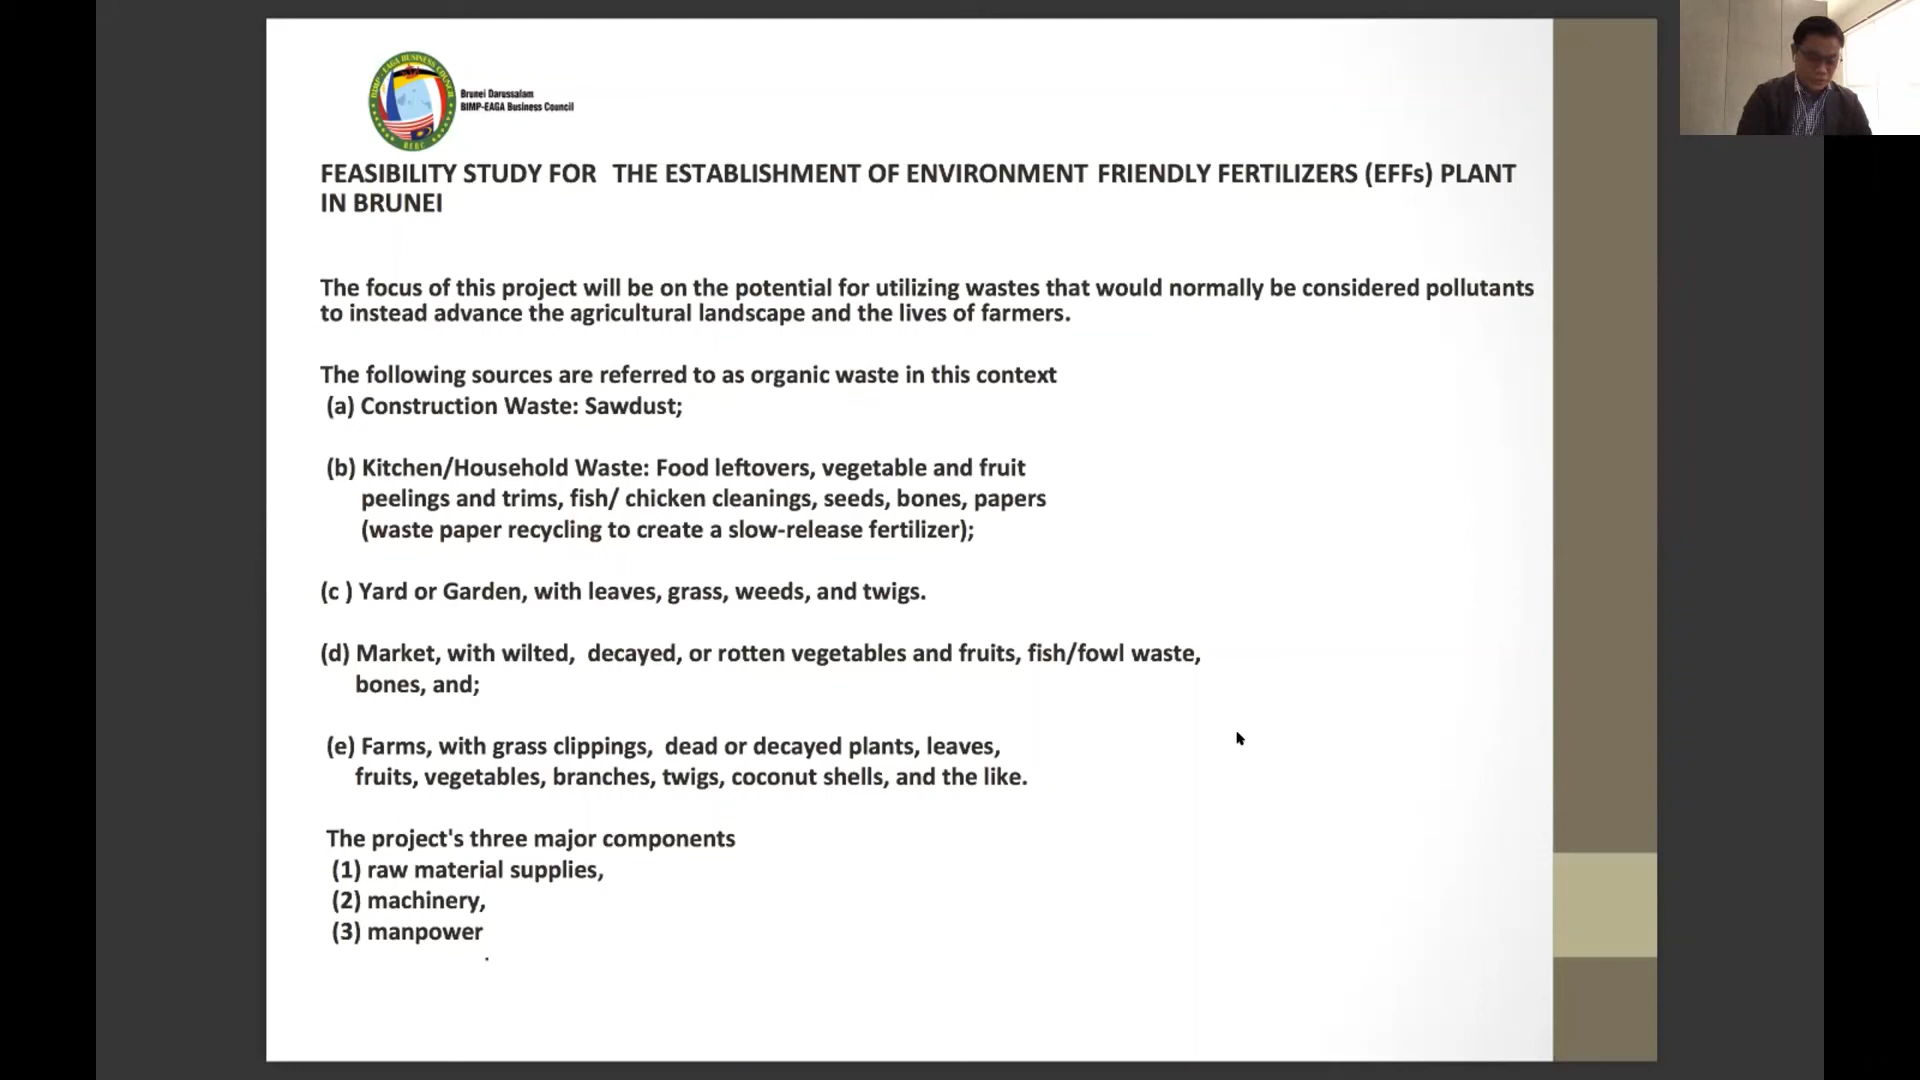 BIMP-EAGA BUSINESS COUNCIL
BEBC
Brunei Darussalam
BIMP-EAGA Business Council
FEASIBILITY STUDY FOR THE ESTABLISHMENT OF ENVIRONMENT FRIENDLY FERTILIZERS (EFFs) PLANT
IN BRUNEI
The focus of this project will be on the potential for utilizing wastes that would normally be considered pollutants
to instead advance the agricultural landscape and the lives of farmers.
The following sources are referred to as organic waste in this context
(a) Construction Waste: Sawdust;
(b) Kitchen/Household Waste: Food leftovers, vegetable and fruit
peelings and trims, fish/ chicken cleanings, seeds, bones, papers
(waste paper recycling to create a slow-release fertilizer);
(c ) Yard or Garden, with leaves, grass, weeds, and twigs.
(d) Market, with wilted, decayed, or rotten vegetables and fruits, fish/fowl waste,
bones, and;
(e) Farms, with grass clippings, dead or decayed plants, leaves,
fruits, vegetables, branches, twigs, coconut shells, and the like.
The project's three major components
(1) raw material supplies,
(2) machinery,
(3) manpower
.